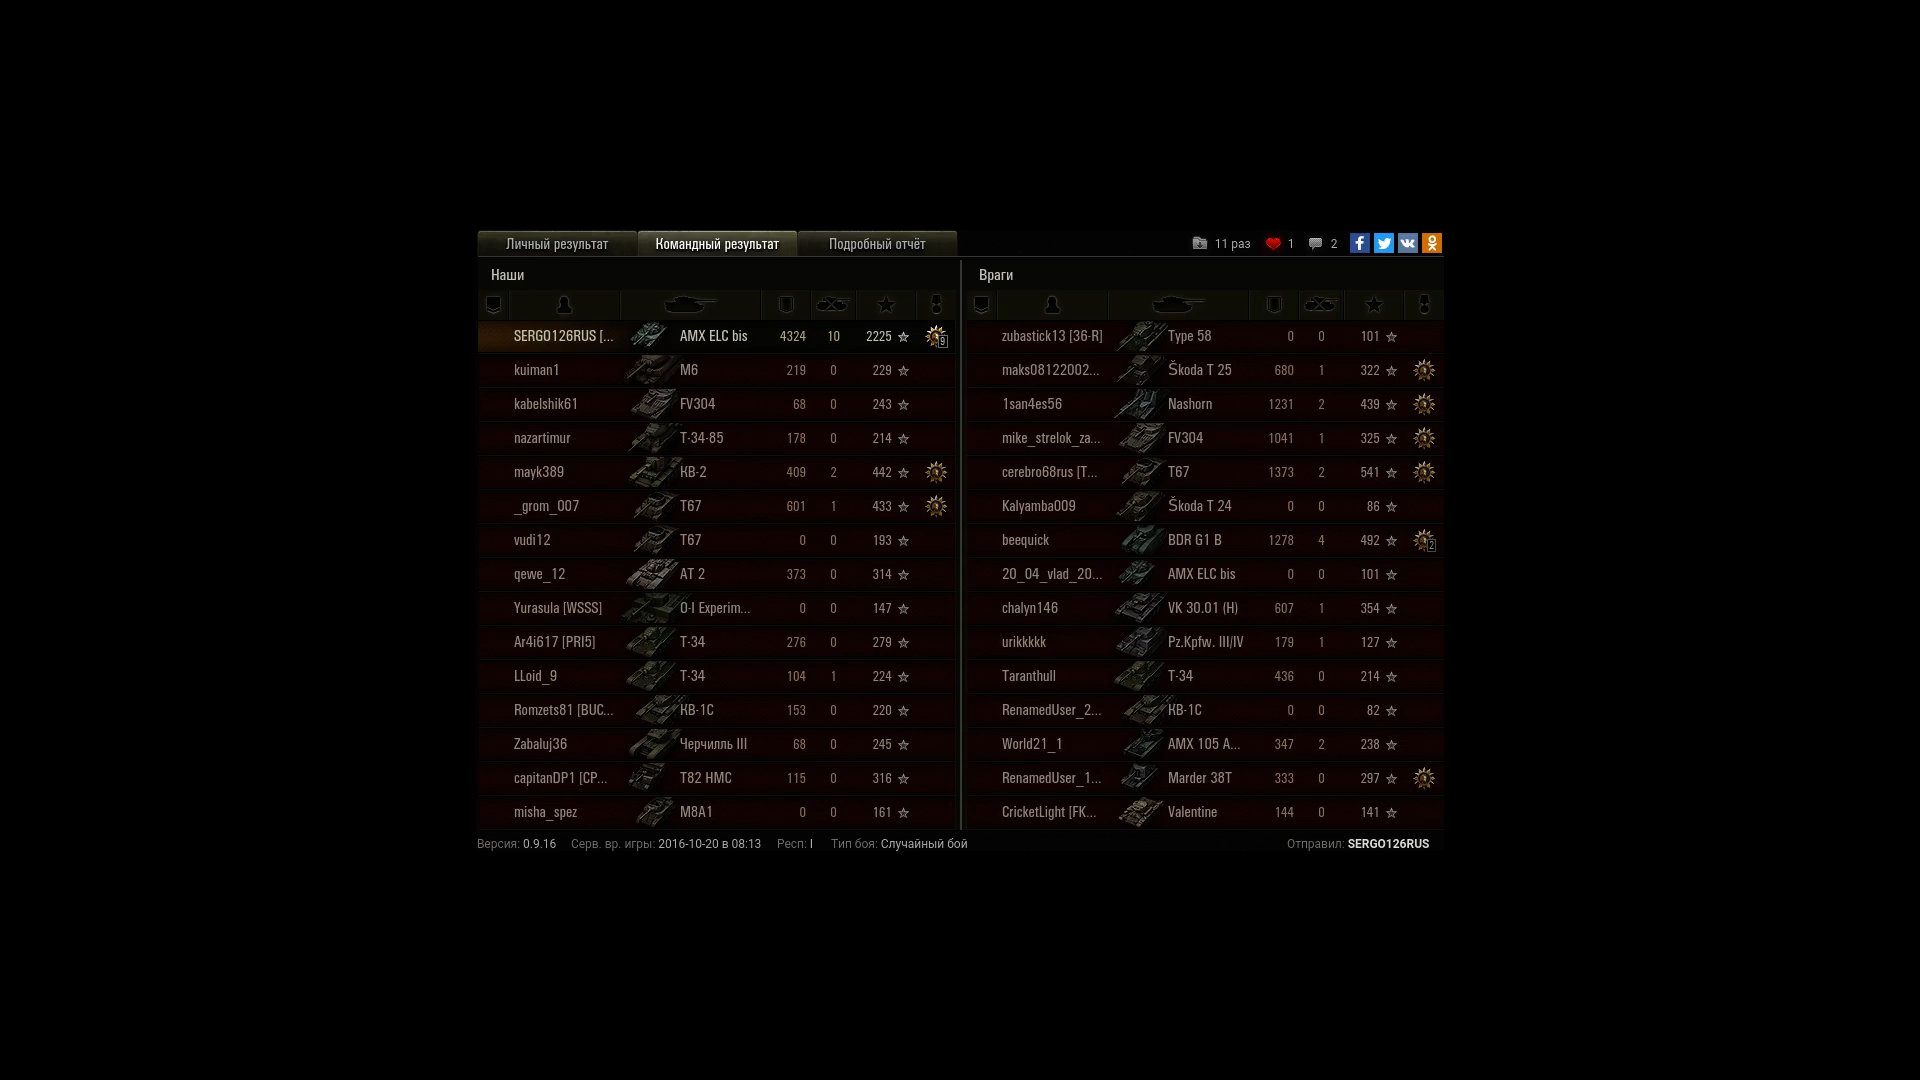 Личный результат Командный результат Подробный отчёт 11 раз 1 2
Наши Враги
SERGO126RUS [... AMX ELC bis 4324 10 2225 9 zubastick13 [36-R] Type 58 0 0 101
kuiman1 M6 219 0 229 maks08122002... Škoda T 25 680 1 322
kabelshik61 FV304 68 0 243 1san4es56 Nashorn 1231 2 439
nazartimur Т-34-85 178 0 214 mike_strelok_za... FV304 1041 1 325
mayk389 КВ-2 409 2 442 cerebro68rus [T... T67 1373 2 541
_grom_007 T67 601 1 433 Kalyamba009 Škoda T 24 0 0 86
vudi12 T67 0 0 193 beequick BDR G1 B 1278 4 492 2
qewe_12 AT 2 373 0 314 20_04_vlad_20... AMX ELC bis 0 0 101
Yurasula [WSSS] O-I Experim... 0 0 147 chalyn146 VK 30.01 (H) 607 1 354
Ar4i617 [PRI5] Т-34 276 0 279 urikkkkk Pz.Kpfw. III/IV 179 1 127
LLoid_9 Т-34 104 1 224 Taranthull Т-34 436 0 214
Romzets81 [BUC... КВ-1С 153 0 220 RenamedUser_2... КВ-1С 0 0 82
Zabaluj36 Черчилль III 68 0 245 World21_1 AMX 105 A... 347 2 238
capitanDP1 [CP... T82 HMC 115 0 316 RenamedUser_1... Marder 38T 333 0 297
misha_spez M8A1 0 0 161 CricketLight [FK... Valentine 144 0 141
Версия: 0.9.16 Серв. вр. игры: 2016-10-20 в 08:13 Респ: I Тип боя: Случайный бой Отправил: SERGO126RUS